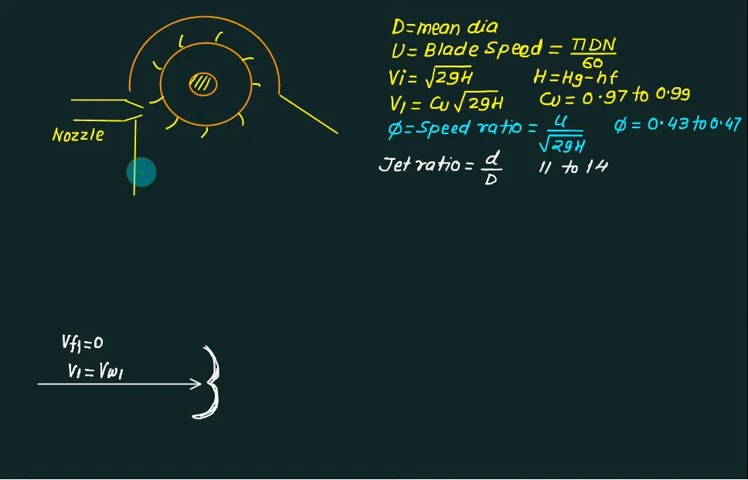 D=mean dia
U = Blade Speed = πDN/60
Vi = √2gH H = Hg-hf
V1 = Cv √2gH Cv = 0.97 to 0.99
Ø = Speed ratio = u/√2gH Ø = 0.43 to 0.47
Jet ratio = d/D 11 to 14
Nozzle
Vf1=0
V1 = Vw1